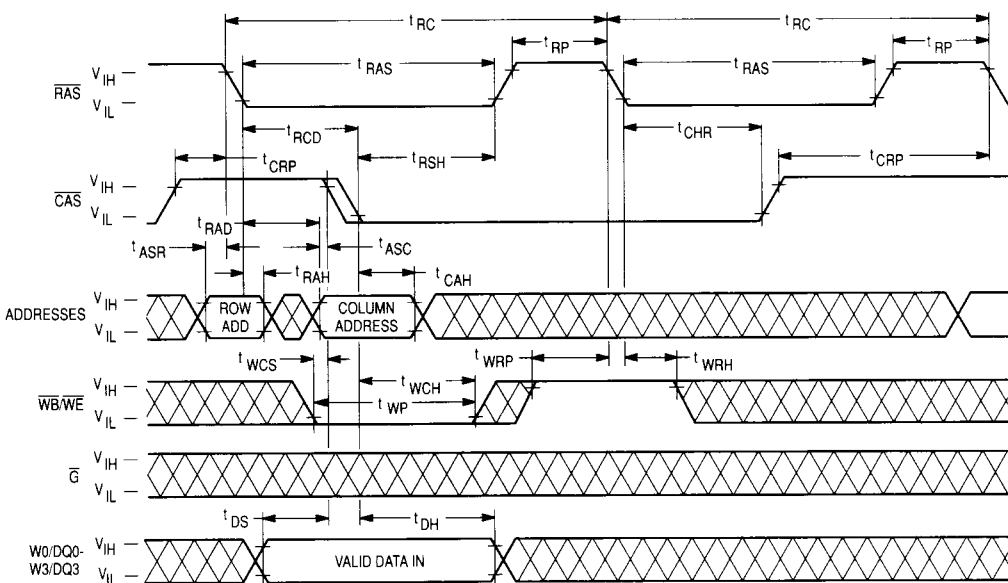 tRC tRC
tRP tRP
tRAS tRAS
RAS VIH
VIL
tRCD tCHR
tRSH
tCRP tCRP
CAS VIH
VIL
tRAD
tASR tASC
tRAH tCAH
ADDRESSES VIH
VIL
ROW ADD
COLUMN ADDRESS
tWCS tWRP tWRH
tWCH
tWP
WB/WE VIH
VIL
G VIH
VIL
tDS tDH
W0/DQ0-
W3/DQ3
VIH
VIL
VALID DATA IN